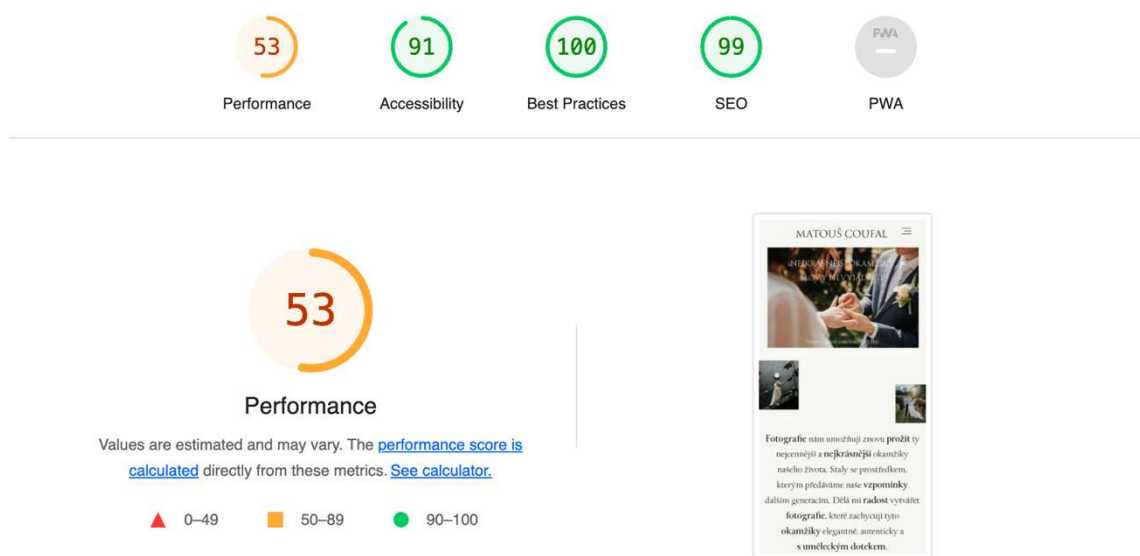 53
91
100
99
PWA
Performance
Accessibility
Best Practices
SEO
PWA
53
Performance
Values are estimated and may vary. The performance score is
calculated directly from these metrics. See calculator.
0–49
50–89
90–100
MATOUŠ COUFAL
Fotografie nám umožňují znovu prožít ty
nejcennější a nejkrásnější okamžiky
našeho života. Staly se prostředkem,
kterým předáváme naše vzpomínky
dalším generacím. Dělá mi radost vytvářet
fotografie, které zachycují tyto
okamžiky elegantně, autenticky a
s uměleckým dotekem.